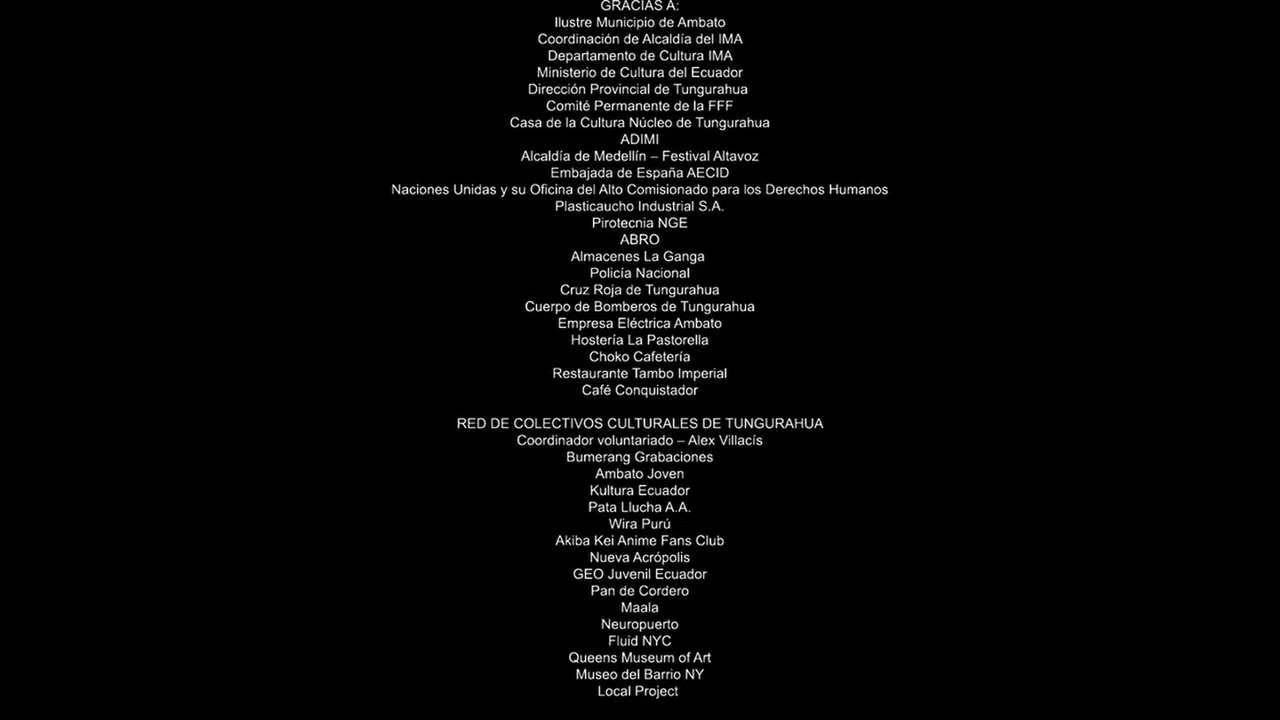 GRACIAS A:
Ilustre Municipio de Ambato
Coordinación de Alcaldía del IMA
Departamento de Cultura IMA
Ministerio de Cultura del Ecuador
Dirección Provincial de Tungurahua
Comité Permanente de la FFF
Casa de la Cultura Núcleo de Tungurahua
ADIMI
Alcaldía de Medellín – Festival Altavoz
Embajada de España AECID
Naciones Unidas y su Oficina del Alto Comisionado para los Derechos Humanos
Plasticaucho Industrial S.A.
Pirotecnia NGE
ABRO
Almacenes La Ganga
Policía Nacional
Cruz Roja de Tungurahua
Cuerpo de Bomberos de Tungurahua
Empresa Eléctrica Ambato
Hostería La Pastorella
Choko Cafetería
Restaurante Tambo Imperial
Café Conquistador
RED DE COLECTIVOS CULTURALES DE TUNGURAHUA
Coordinador voluntariado – Alex Villacís
Bumerang Grabaciones
Ambato Joven
Kultura Ecuador
Pata Llucha A.A.
Wira Purú
Akiba Kei Anime Fans Club
Nueva Acrópolis
GEO Juvenil Ecuador
Pan de Cordero
Maala
Neuropuerto
Fluid NYC
Queens Museum of Art
Museo del Barrio NY
Local Project